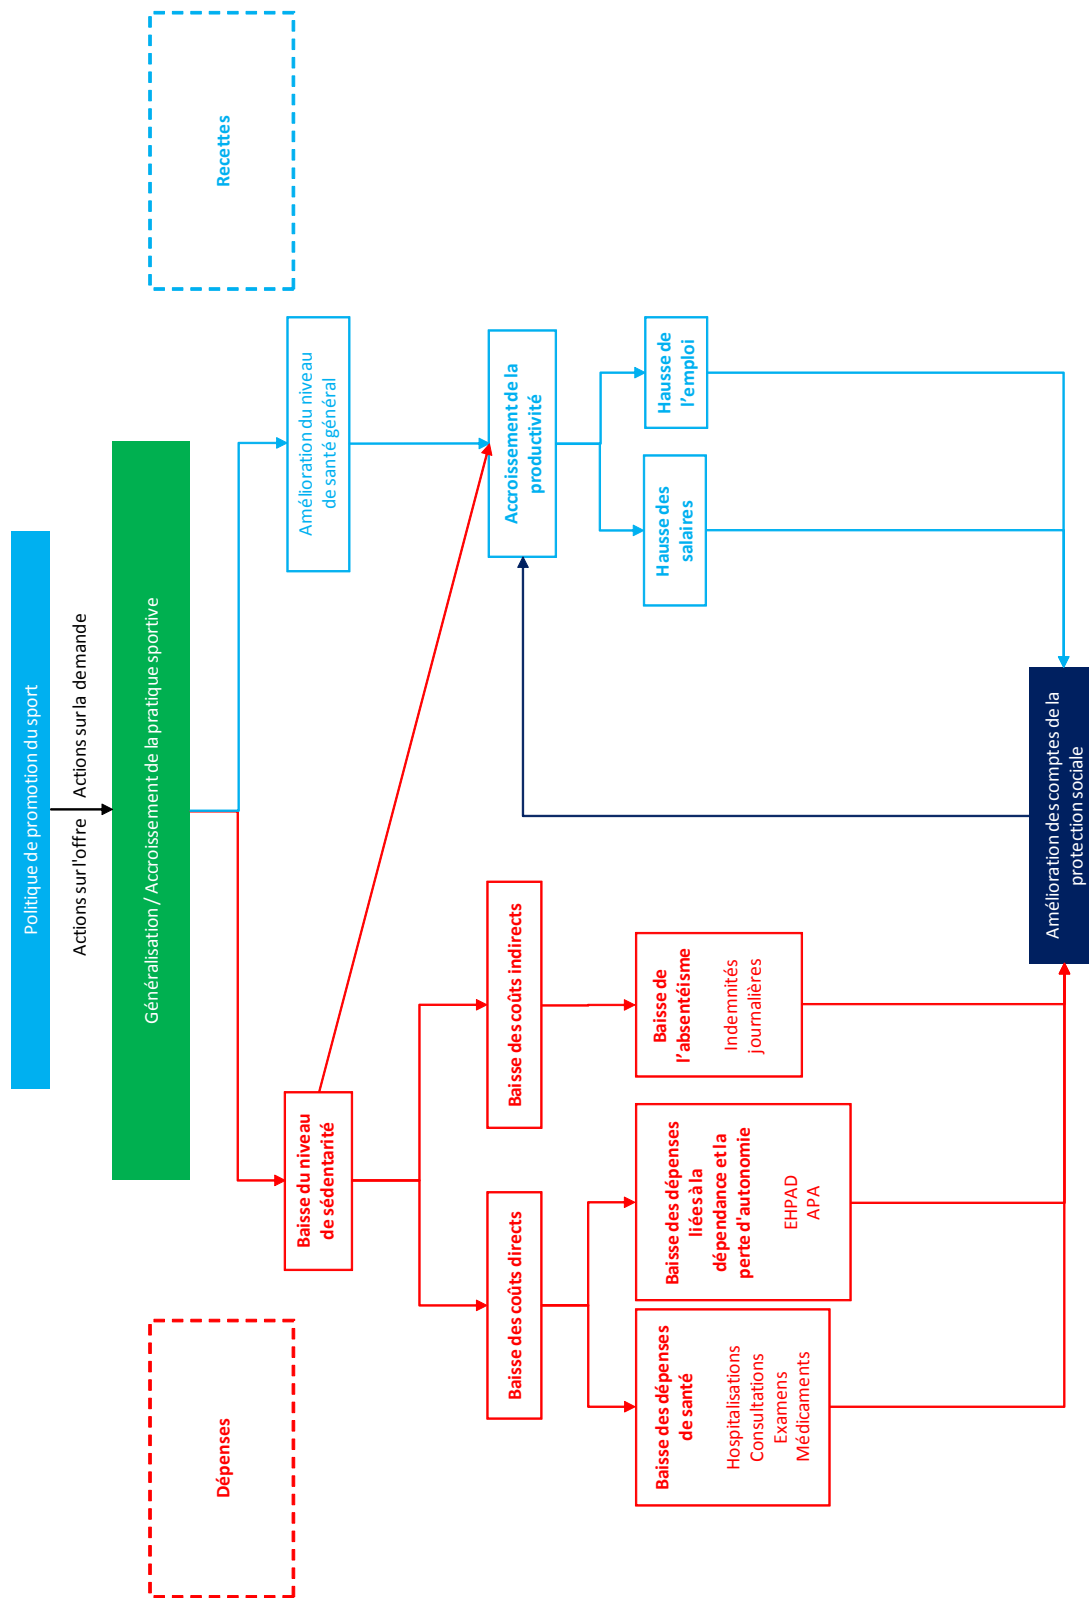 Politique de promotion du sport
Actions sur l'offre
Actions sur la demande
Généralisation / Accroissement de la pratique sportive
Dépenses
Recettes
Baisse du niveau
de sédentarité
Amélioration du niveau
de santé général
Baisse des coûts directs
Baisse des coûts indirects
Accroissement de la
productivité
Baisse des dépenses
de santé
Hospitalisations
Consultations
Examens
Médicaments
Baisse des dépenses
liées à la
dépendance et la
perte d'autonomie
EHPAD
APA
Baisse de
l'absentéisme
Indemnités
journalières
Hausse des
salaires
Hausse de
l'emploi
Amélioration des comptes de la
protection sociale